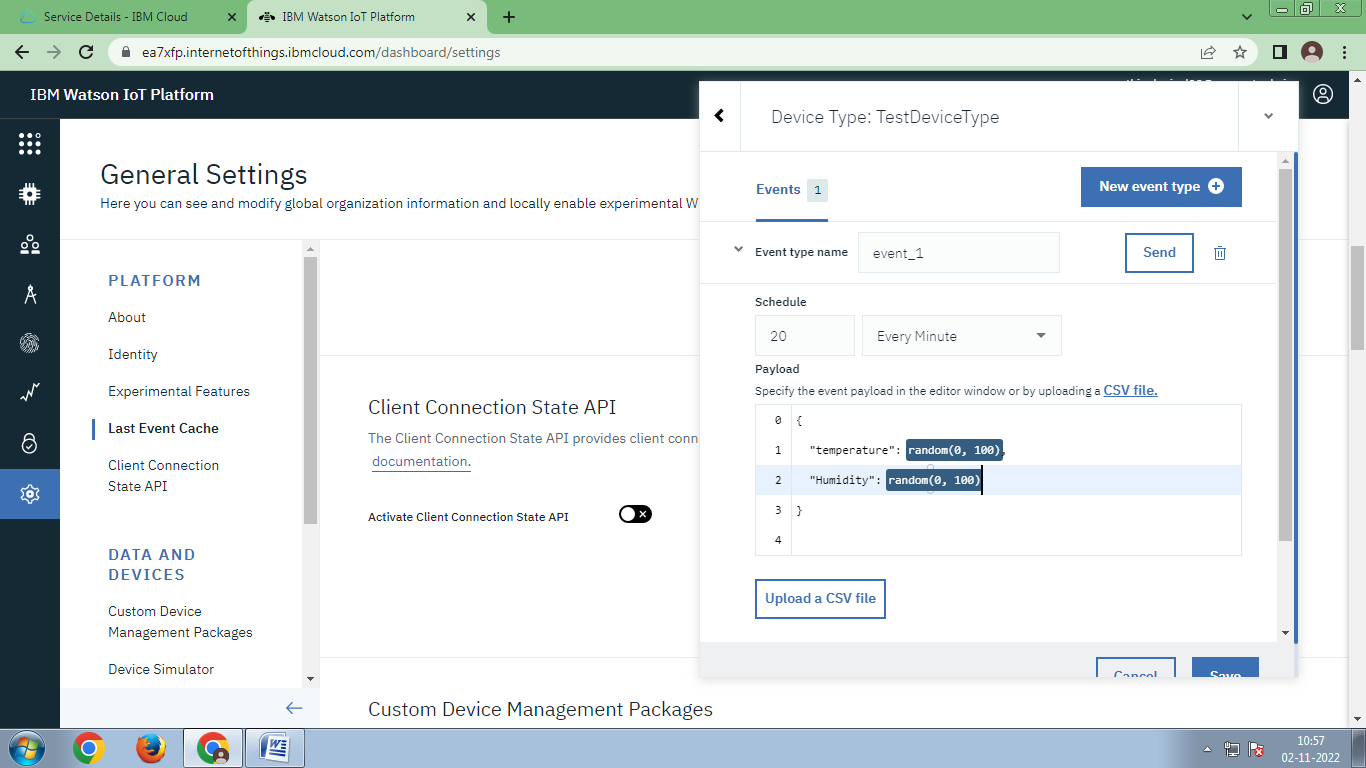 Service Details - IBM Cloud
IBM Watson IoT Platform
ea7xfp.internetofthings.ibmcloud.com/dashboard/settings
IBM Watson IoT Platform
Device Type: TestDeviceType
General Settings
Here you can see and modify global organization information and locally enable experimental W
Events 1
New event type
Event type name
event_1
Send
PLATFORM
About
Identity
Experimental Features
Last Event Cache
Client Connection
State API
DATA AND
DEVICES
Custom Device
Management Packages
Device Simulator
Client Connection State API
The Client Connection State API provides client conn
documentation.
Activate Client Connection State API
Custom Device Management Packages
Schedule
20
Every Minute
Payload
Specify the event payload in the editor window or by uploading a CSV file.
0 {
1 "temperature": random(0, 100),
2 "Humidity": random(0, 100)
3 }
4
Upload a CSV file
Cancel
Save
10:57
02-11-2022